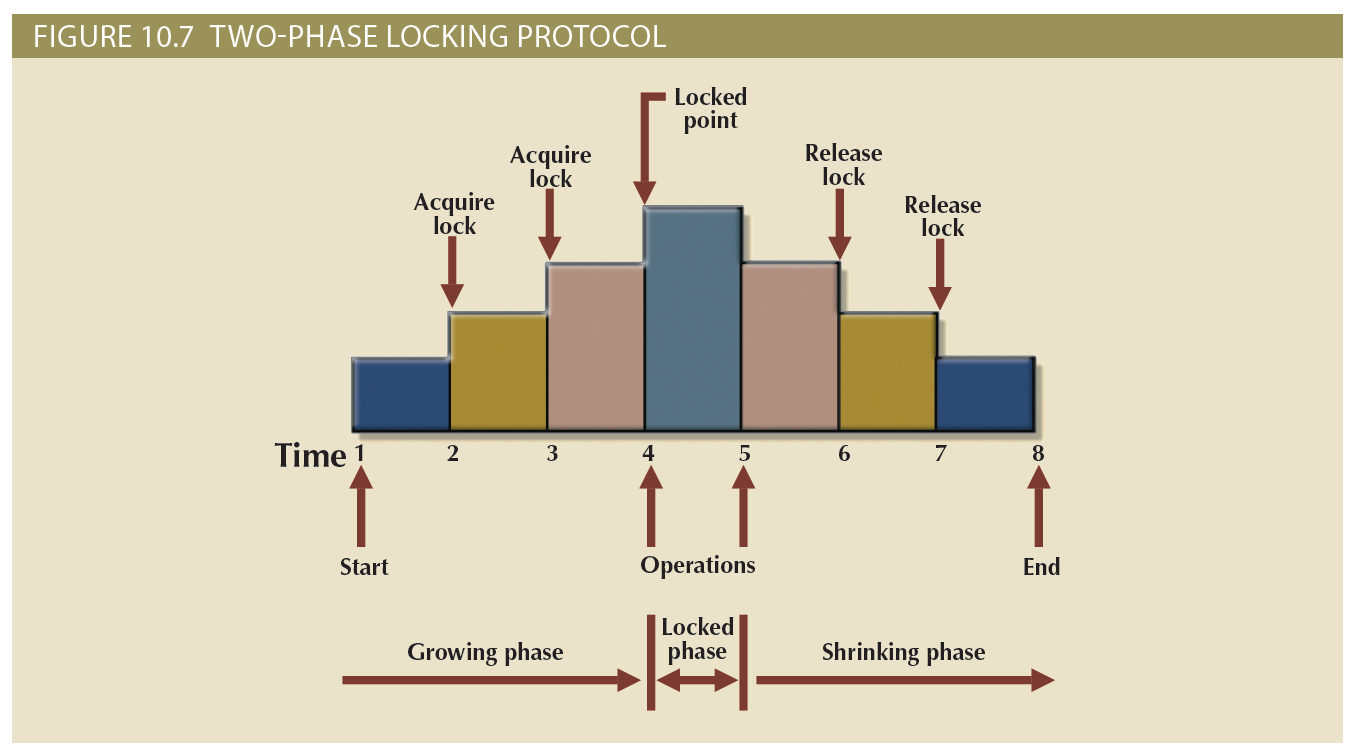 FIGURE 10.7 TWO-PHASE LOCKING PROTOCOL
Locked
point
Acquire
lock
Release
lock
Acquire
lock
Release
lock
Time 1 2 3 4 5 6 7 8
Start Operations End
Locked
phase
Growing phase Shrinking phase